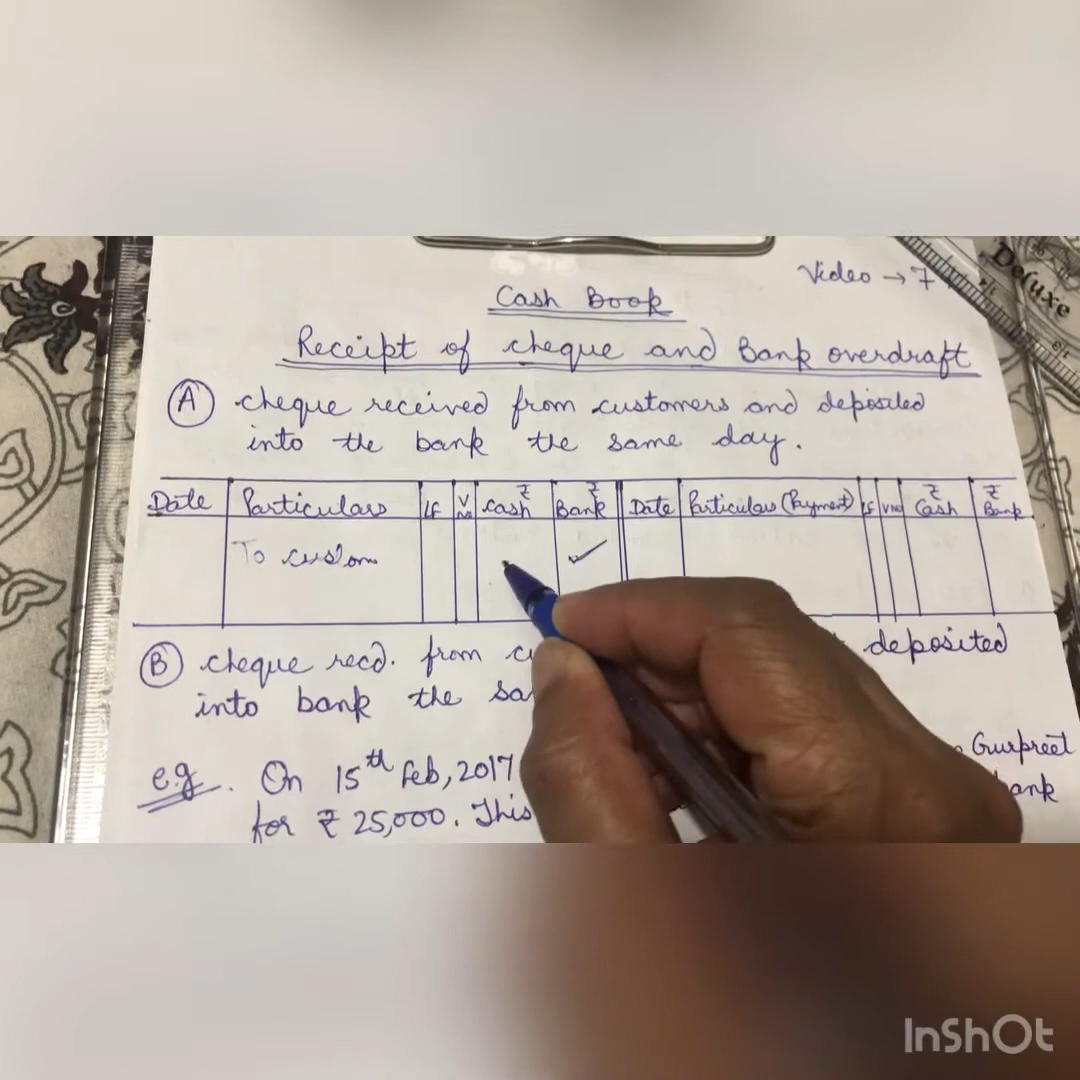 Video → 7
Deluxe
Cash Book
Receipt of cheque and Bank overdraft
(A) cheque received from customers and deposited
into the bank the same day.
Date Particulars LF V No ₹ Cash ₹ Bank Date Particulars (Payment) LF VNo ₹ Cash ₹ Bank
To custom ✓
(B) cheque recd. from deposited
into bank the
e.g. On 15th Feb, 2017 Gurpreet
for ₹ 25,000. This
InShOt